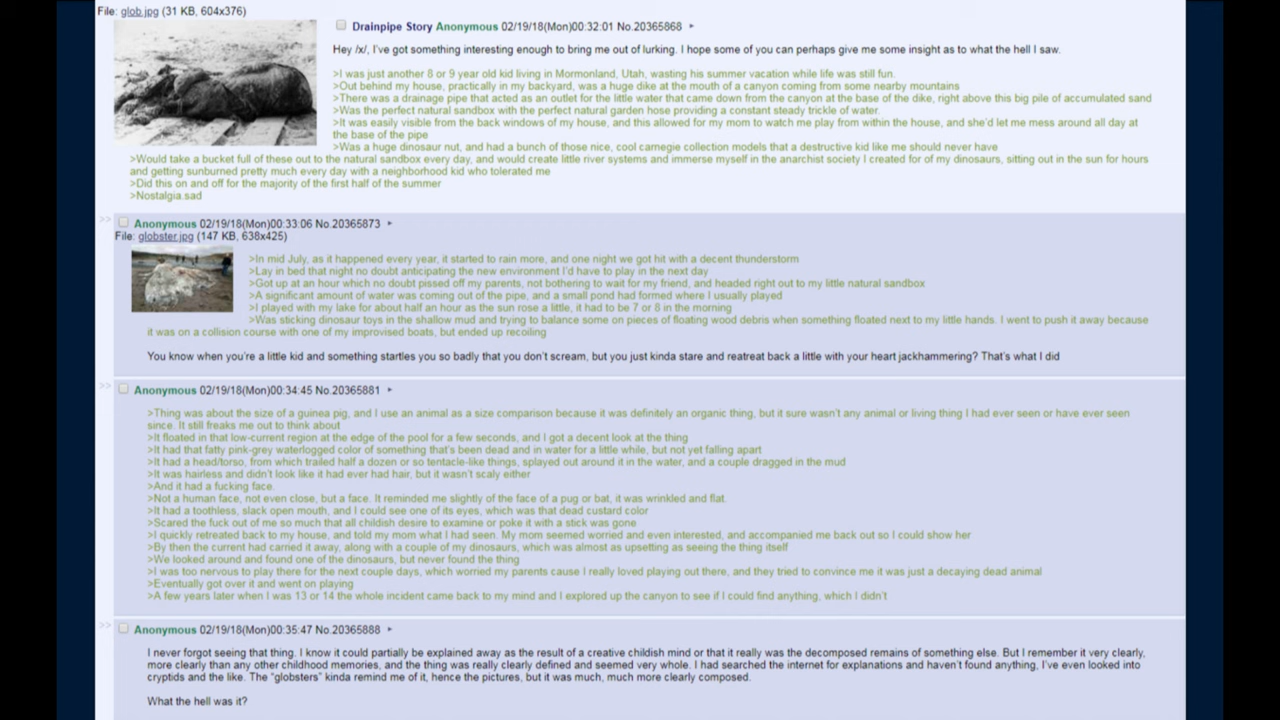 File: glob.jpg (31 KB, 604x376)
Drainpipe Story Anonymous 02/19/18(Mon)00:32:01 No.20365868 ▸
Hey /x/, I've got something interesting enough to bring me out of lurking. I hope some of you can perhaps give me some insight as to what the hell I saw.
>I was just another 8 or 9 year old kid living in Mormonland, Utah, wasting his summer vacation while life was still fun.
>Out behind my house, practically in my backyard, was a huge dike at the mouth of a canyon coming from some nearby mountains
>There was a drainage pipe that acted as an outlet for the little water that came down from the canyon at the base of the dike, right above this big pile of accumulated sand
>Was the perfect natural sandbox with the perfect natural garden hose providing a constant steady trickle of water.
>It was easily visible from the back windows of my house, and this allowed for my mom to watch me play from within the house, and she'd let me mess around all day at
the base of the pipe
>Was a huge dinosaur nut, and had a bunch of those nice, cool carnegie collection models that a destructive kid like me should never have
>Would take a bucket full of these out to the natural sandbox every day, and would create little river systems and immerse myself in the anarchist society I created for of my dinosaurs, sitting out in the sun for hours
and getting sunburned pretty much every day with a neighborhood kid who tolerated me
>Did this on and off for the majority of the first half of the summer
>Nostalgia.sad
>> Anonymous 02/19/18(Mon)00:33:06 No.20365873 ▸
File: globster.jpg (147 KB, 638x425)
>In mid July, as it happened every year, it started to rain more, and one night we got hit with a decent thunderstorm
>Lay in bed that night no doubt anticipating the new environment I'd have to play in the next day
>Got up at an hour which no doubt pissed off my parents, not bothering to wait for my friend, and headed right out to my little natural sandbox
>A significant amount of water was coming out of the pipe, and a small pond had formed where I usually played
>I played with my lake for about half an hour as the sun rose a little, it had to be 7 or 8 in the morning
>Was sticking dinosaur toys in the shallow mud and trying to balance some on pieces of floating wood debris when something floated next to my little hands. I went to push it away because
it was on a collision course with one of my improvised boats, but ended up recoiling
You know when you're a little kid and something startles you so badly that you don't scream, but you just kinda stare and reatreat back a little with your heart jackhammering? That's what I did
>> Anonymous 02/19/18(Mon)00:34:45 No.20365881 ▸
>Thing was about the size of a guinea pig, and I use an animal as a size comparison because it was definitely an organic thing, but it sure wasn't any animal or living thing I had ever seen or have ever seen
since. It still freaks me out to think about
>It floated in that low-current region at the edge of the pool for a few seconds, and I got a decent look at the thing
>It had that fatty pink-grey waterlogged color of something that's been dead and in water for a little while, but not yet falling apart
>It had a head/torso, from which trailed half a dozen or so tentacle-like things, splayed out around it in the water, and a couple dragged in the mud
>It was hairless and didn't look like it had ever had hair, but it wasn't scaly either
>And it had a fucking face.
>Not a human face, not even close, but a face. It reminded me slightly of the face of a pug or bat, it was wrinkled and flat.
>It had a toothless, slack open mouth, and I could see one of its eyes, which was that dead custard color
>Scared the fuck out of me so much that all childish desire to examine or poke it with a stick was gone
>I quickly retreated back to my house, and told my mom what I had seen. My mom seemed worried and even interested, and accompanied me back out so I could show her
>By then the current had carried it away, along with a couple of my dinosaurs, which was almost as upsetting as seeing the thing itself
>We looked around and found one of the dinosaurs, but never found the thing
>I was too nervous to play there for the next couple days, which worried my parents cause I really loved playing out there, and they tried to convince me it was just a decaying dead animal
>Eventually got over it and went on playing
>A few years later when I was 13 or 14 the whole incident came back to my mind and I explored up the canyon to see if I could find anything, which I didn't
>> Anonymous 02/19/18(Mon)00:35:47 No.20365888 ▸
I never forgot seeing that thing. I know it could partially be explained away as the result of a creative childish mind or that it really was the decomposed remains of something else. But I remember it very clearly,
more clearly than any other childhood memories, and the thing was really clearly defined and seemed very whole. I had searched the internet for explanations and haven't found anything, I've even looked into
cryptids and the like. The "globsters" kinda remind me of it, hence the pictures, but it was much, much more clearly composed.
What the hell was it?